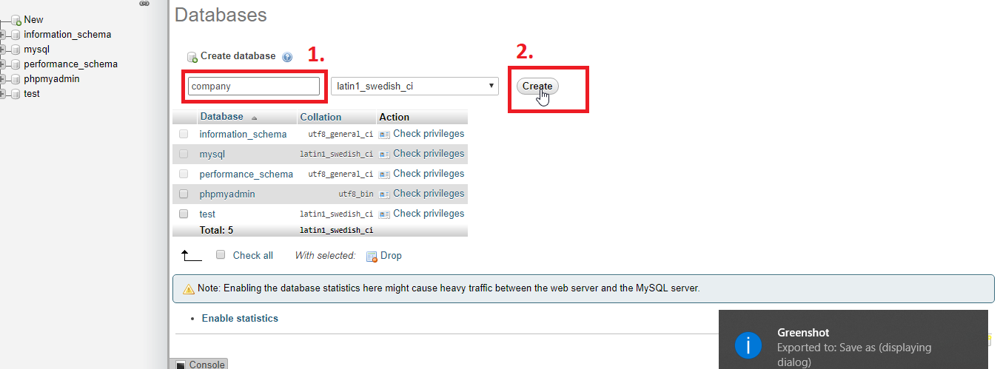 New
information_schema
mysql
performance_schema
phpmyadmin
test
Databases
Create database 1. 2.
company latin1_swedish_ci Create
Database Collation Action
information_schema utf8_general_ci Check privileges
mysql latin1_swedish_ci Check privileges
performance_schema utf8_general_ci Check privileges
phpmyadmin utf8_bin Check privileges
test latin1_swedish_ci Check privileges
Total: 5 latin1_swedish_ci
Check all With selected: Drop
Note: Enabling the database statistics here might cause heavy traffic between the web server and the MySQL server.
Enable statistics
Greenshot
Exported to: Save as (displaying
dialog)
Console